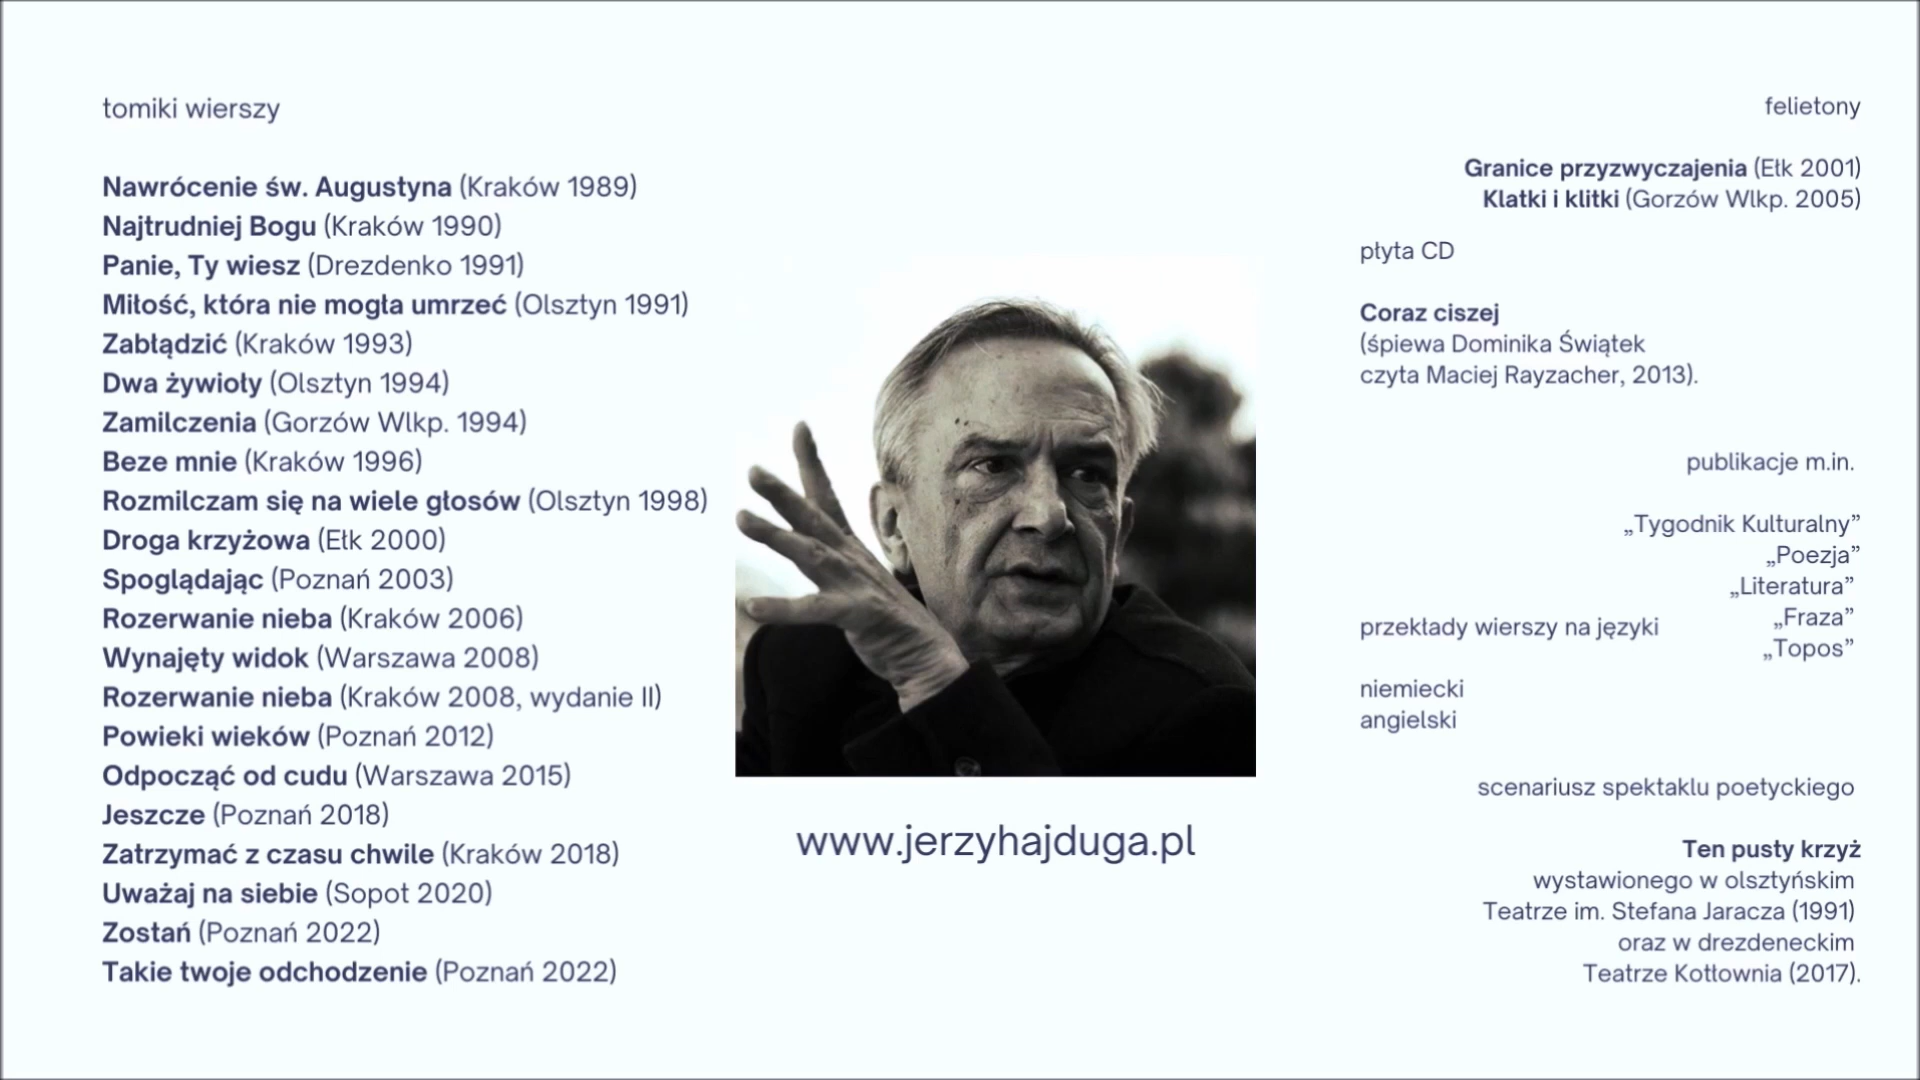 tomiki wierszy
Nawrócenie św. Augustyna (Kraków 1989)
Najtrudniej Bogu (Kraków 1990)
Panie, Ty wiesz (Drezdenko 1991)
Miłość, która nie mogła umrzeć (Olsztyn 1991)
Zabłądzić (Kraków 1993)
Dwa żywioły (Olsztyn 1994)
Zamilczenia (Gorzów Wlkp. 1994)
Beze mnie (Kraków 1996)
Rozmilczam się na wiele głosów (Olsztyn 1998)
Droga krzyżowa (Ełk 2000)
Spoglądając (Poznań 2003)
Rozerwanie nieba (Kraków 2006)
Wynajęty widok (Warszawa 2008)
Rozerwanie nieba (Kraków 2008, wydanie II)
Powieki wieków (Poznań 2012)
Odpocząć od cudu (Warszawa 2015)
Jeszcze (Poznań 2018)
Zatrzymać z czasu chwile (Kraków 2018)
Uważaj na siebie (Sopot 2020)
Zostań (Poznań 2022)
Takie twoje odchodzenie (Poznań 2022)
www.jerzyhajduga.pl
felietony
Granice przyzwyczajenia (Ełk 2001)
Klatki i klitki (Gorzów Wlkp. 2005)
płyta CD
Coraz ciszej
(śpiewa Dominika Świątek
czyta Maciej Rayzacher, 2013).
publikacje m.in.
„Tygodnik Kulturalny”
„Poezja”
„Literatura”
„Fraza”
„Topos”
przekłady wierszy na języki
niemiecki
angielski
scenariusz spektaklu poetyckiego
Ten pusty krzyż
wystawionego w olsztyńskim
Teatrze im. Stefana Jaracza (1991)
oraz w drezdeneckim
Teatrze Kotłownia (2017).